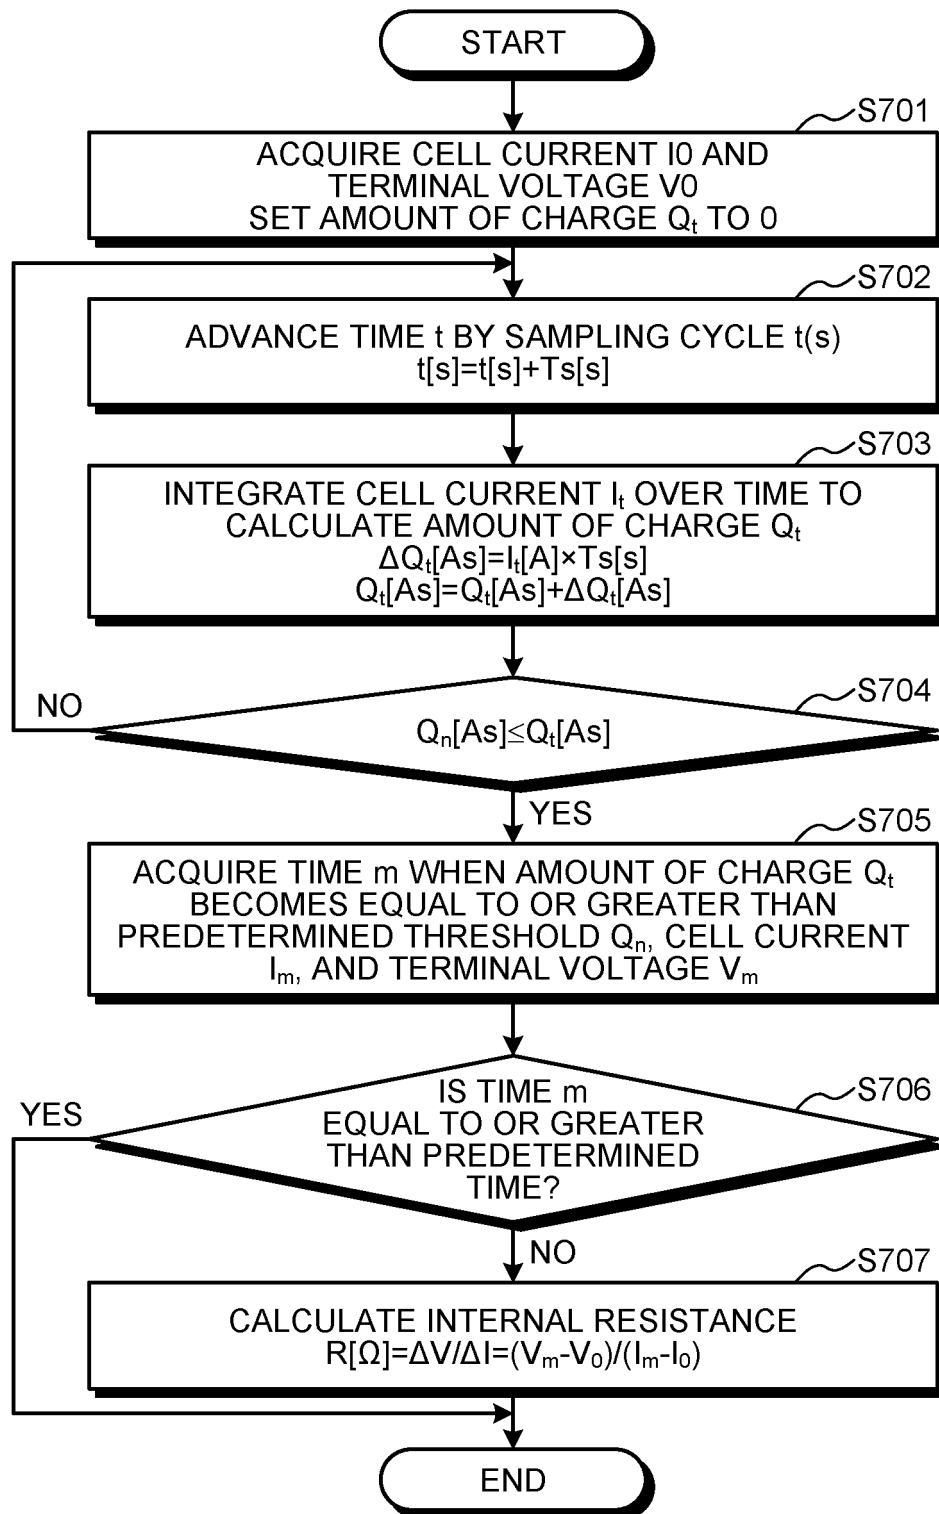 START
S701
ACQUIRE CELL CURRENT I0 AND
TERMINAL VOLTAGE V0
SET AMOUNT OF CHARGE Qt TO 0
S702
ADVANCE TIME t BY SAMPLING CYCLE t(s)
t[s]=t[s]+Ts[s]
S703
INTEGRATE CELL CURRENT It OVER TIME TO
CALCULATE AMOUNT OF CHARGE Qt
ΔQt[As]=It[A]×Ts[s]
Qt[As]=Qt[As]+ΔQt[As]
S704
NO
Qn[As]≤Qt[As]
YES
S705
ACQUIRE TIME m WHEN AMOUNT OF CHARGE Qt
BECOMES EQUAL TO OR GREATER THAN
PREDETERMINED THRESHOLD Qn, CELL CURRENT
Im, AND TERMINAL VOLTAGE Vm
S706
YES
IS TIME m
EQUAL TO OR GREATER
THAN PREDETERMINED
TIME?
NO
S707
CALCULATE INTERNAL RESISTANCE
R[Ω]=ΔV/ΔI=(Vm-V0)/(Im-I0)
END